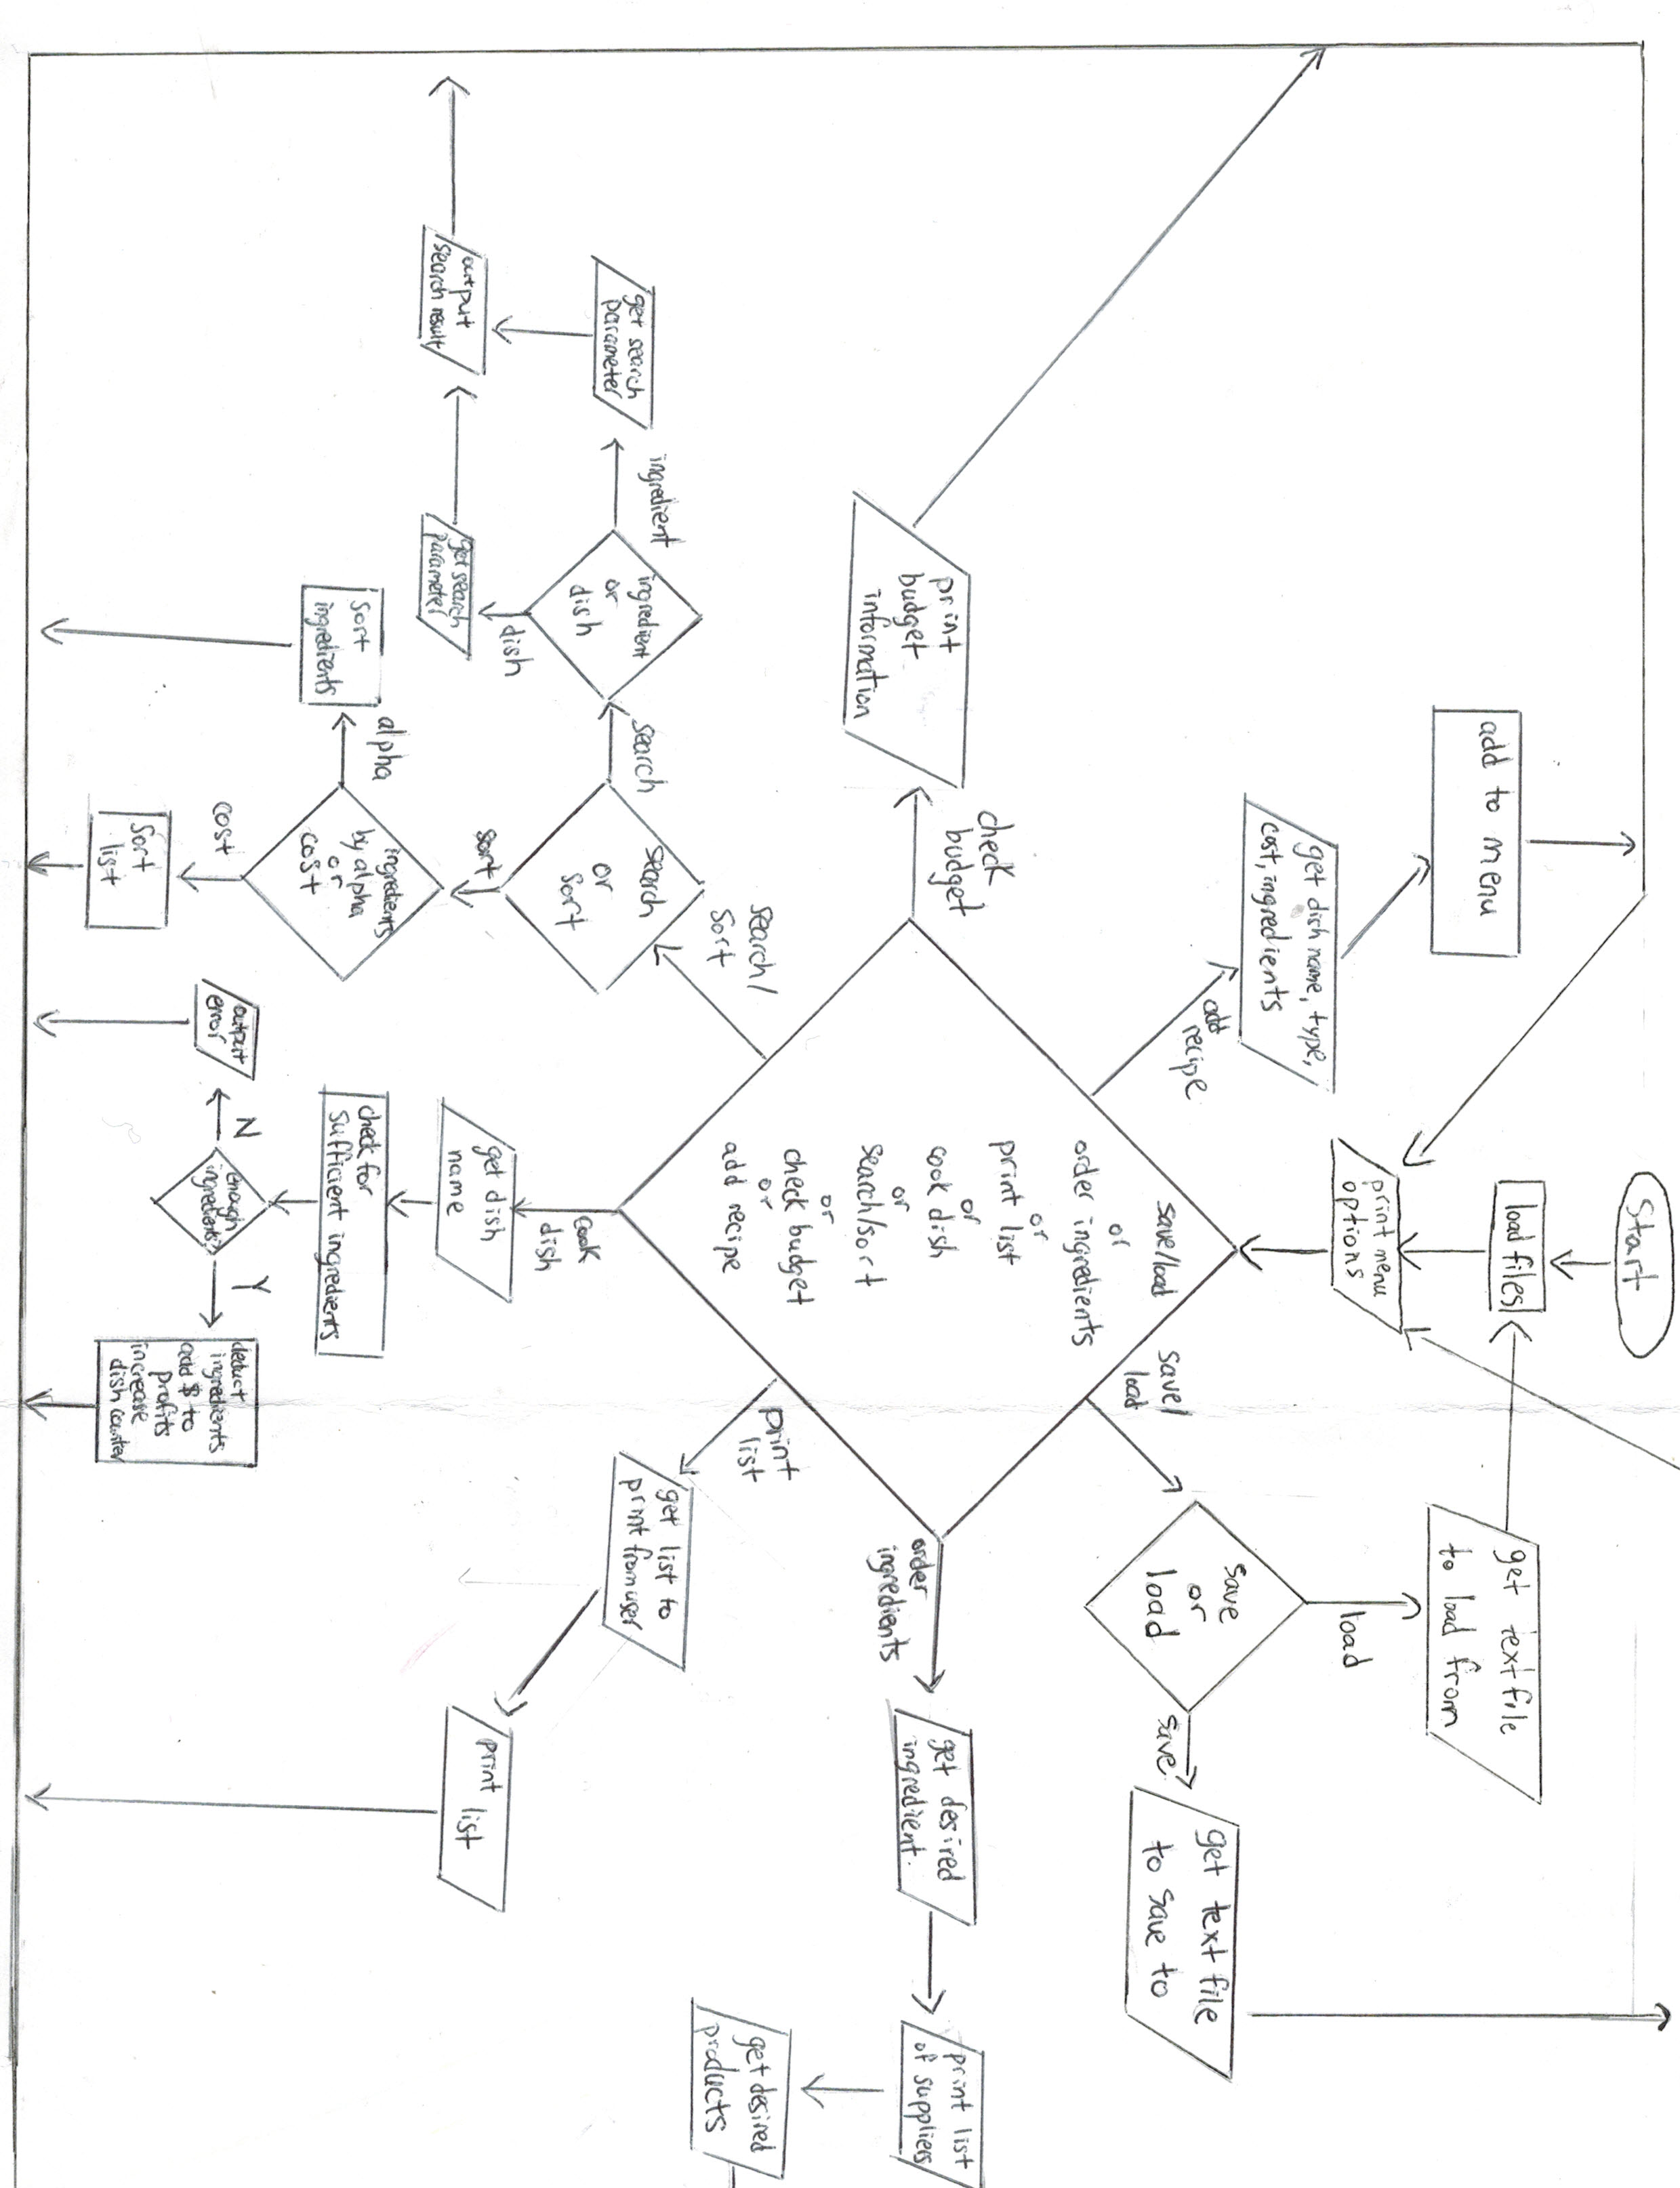 Start
load files
print menu
options
save/load
or
order ingredients
or
print list
or
cook dish
or
search/sort
or
check budget
or
add recipe
add
recipe
get dish name, type,
cost, ingredients
add to menu
check
budget
print
budget
information
search/
sort
search
or
sort
search
ingredient
or
dish
ingredient
get search
parameter
output
search result
dish
get search
parameter
sort
ingredients
by alpha
or
cost
alpha
sort
ingredients
cost
sort
list
cook
dish
get dish
name
check for
sufficient ingredients
enough
ingredients?
N
output
error
Y
deduct
ingredients
add $ to
profits
increase
dish counter
print
list
get list to
print from user
print list
order
ingredients
get desired
ingredient.
print list
of suppliers
get desired
products
save/
load
save
or
load
load
get text file
to load from
save
get text file
to save to